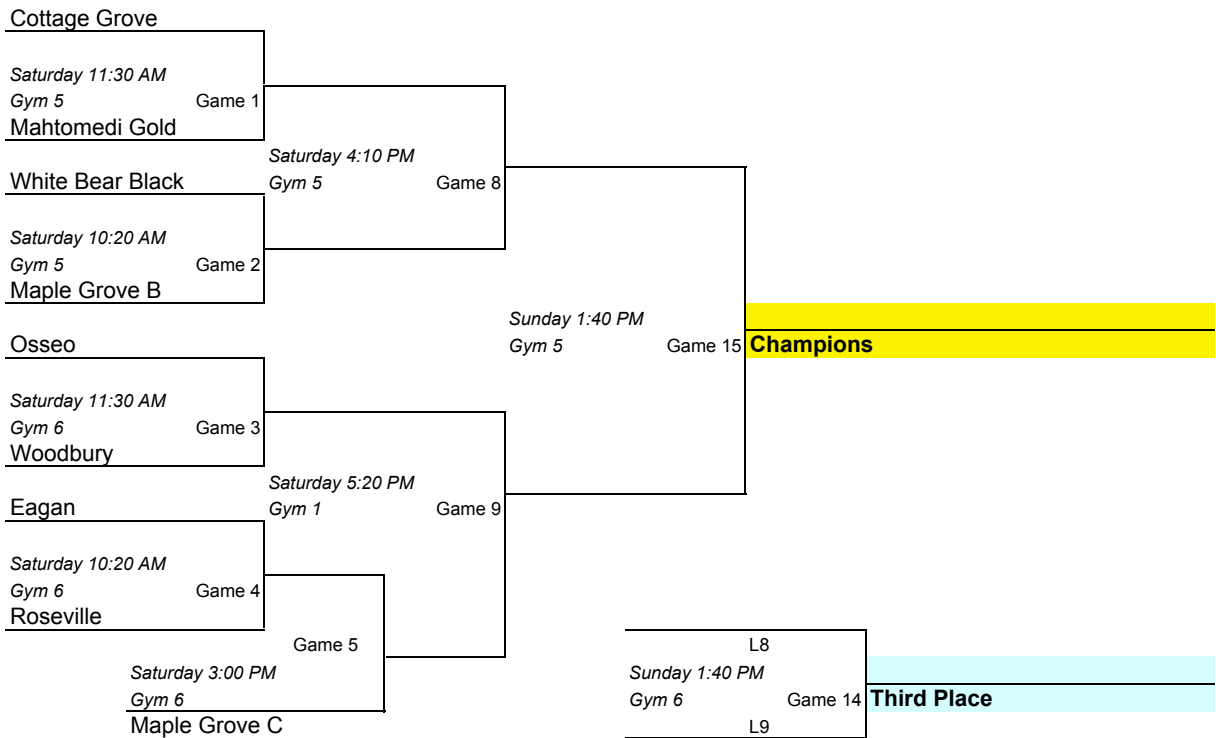 Cottage Grove
Saturday 11:30 AM
Gym 5 Game 1
Mahtomedi Gold
Saturday 4:10 PM
White Bear Black Gym 5 Game 8
Saturday 10:20 AM
Gym 5 Game 2
Maple Grove B
Sunday 1:40 PM
Osseo Gym 5 Game 15 Champions
Saturday 11:30 AM
Gym 6 Game 3
Woodbury
Saturday 5:20 PM
Eagan Gym 1 Game 9
Saturday 10:20 AM
Gym 6 Game 4
Roseville
Game 5 L8
Saturday 3:00 PM Sunday 1:40 PM
Gym 6 Gym 6 Game 14 Third Place
Maple Grove C L9